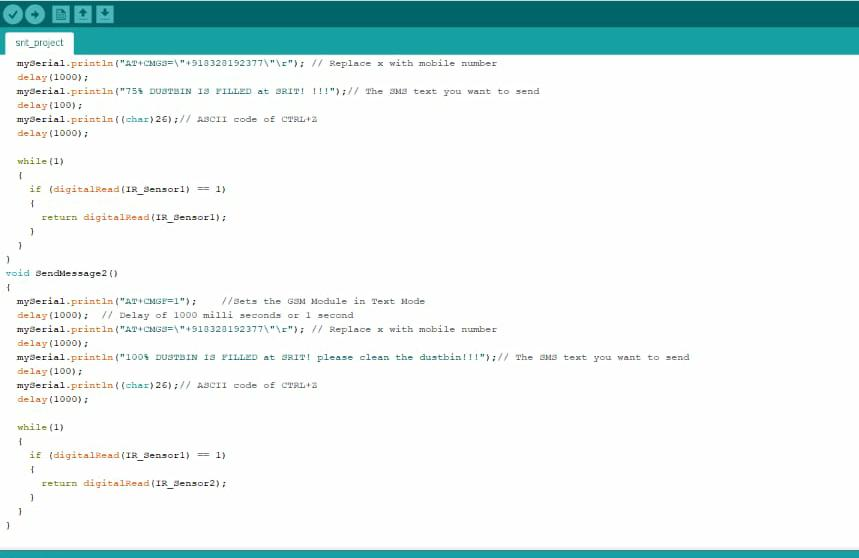 srit_project
mySerial.println("AT+CMGS=\"+918328192377\"\r"); // Replace x with mobile number
delay(1000);
mySerial.println("75% DUSTBIN IS FILLED at SRIT! !!!");// The SMS text you want to send
delay(100);
mySerial.println((char)26);// ASCII code of CTRL+Z
delay(1000);
while(1)
{
if (digitalRead(IR_Sensor1) == 1)
{
return digitalRead(IR_Sensor1);
}
}
}
void SendMessage2()
{
mySerial.println("AT+CMGF=1"); //Sets the GSM Module in Text Mode
delay(1000); // Delay of 1000 milli seconds or 1 second
mySerial.println("AT+CMGS=\"+918328192377\"\r"); // Replace x with mobile number
delay(1000);
mySerial.println("100% DUSTBIN IS FILLED at SRIT! please clean the dustbin!!!");// The SMS text you want to send
delay(100);
mySerial.println((char)26);// ASCII code of CTRL+Z
delay(1000);
while(1)
{
if (digitalRead(IR_Sensor1) == 1)
{
return digitalRead(IR_Sensor2);
}
}
}